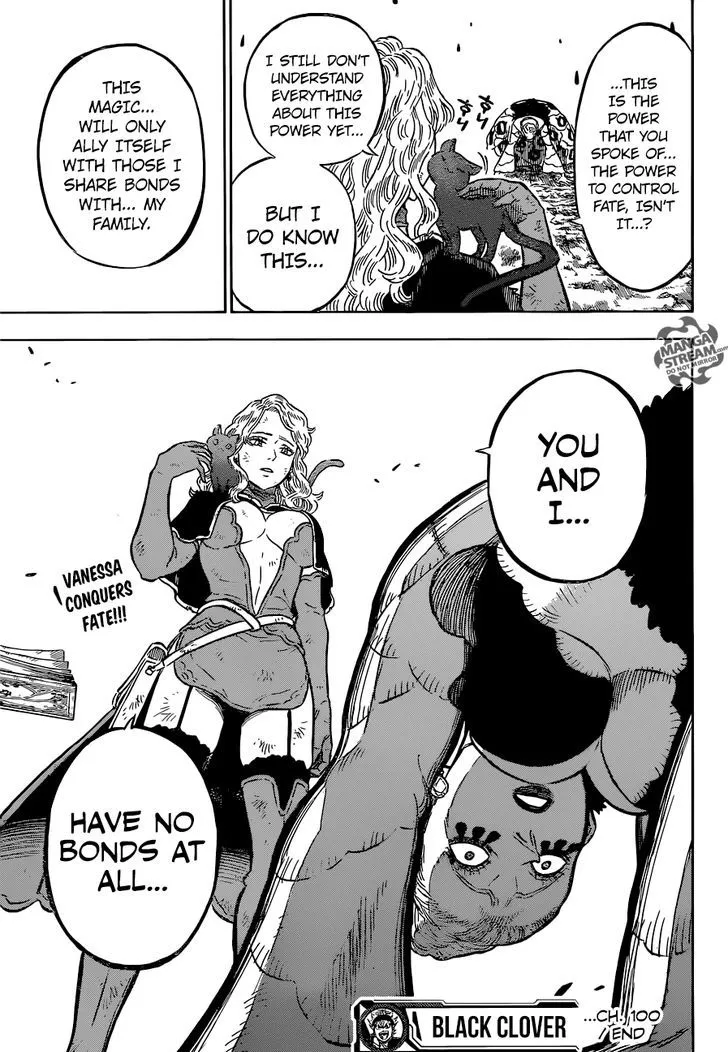 ...THIS
IS THE
POWER
THAT YOU
SPOKE OF...
THE POWER
TO CONTROL
FATE, ISN'T
IT...?
I STILL DON'T
UNDERSTAND
EVERYTHING
ABOUT THIS
POWER YET...
BUT I
DO KNOW
THIS...
THIS
MAGIC...
WILL ONLY
ALLY ITSELF
WITH THOSE I
SHARE BONDS
WITH... MY
FAMILY.
MANGA
STREAM.com
DO NOT MIRROR
YOU
AND
I...
VANESSA
CONQUERS
FATE!!!
HAVE NO
BONDS AT
ALL...
BLACK CLOVER
...CH. 100
/ END